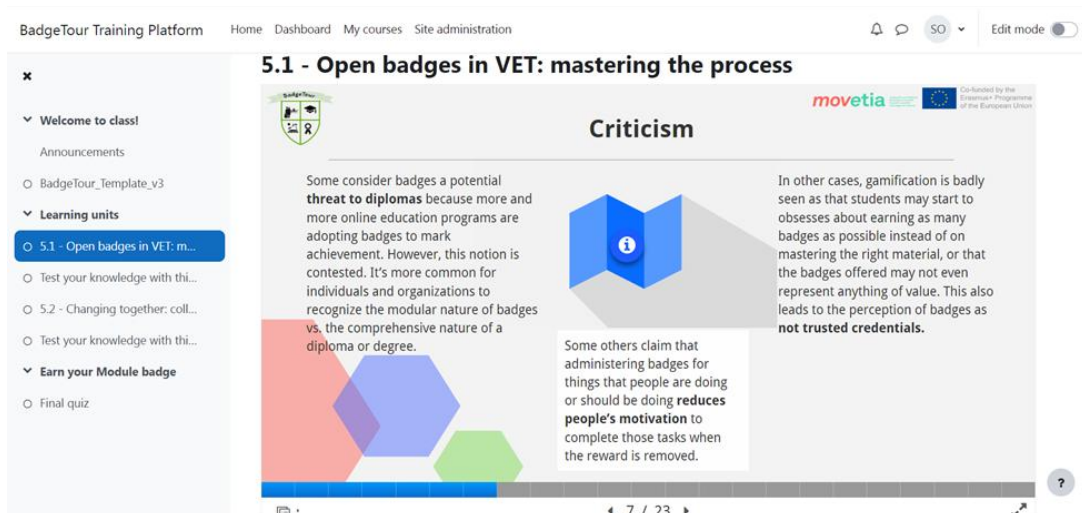 BadgeTour Training Platform
Home Dashboard My courses Site administration
SO
Edit mode
Welcome to class!
Announcements
BadgeTour_Template_v3
Learning units
5.1 - Open badges in VET: m...
Test your knowledge with thi...
5.2 - Changing together: coll...
Test your knowledge with thi...
Earn your Module badge
Final quiz
5.1 - Open badges in VET: mastering the process
BadgeTour
movetia
Co-funded by the
Erasmus+ Programme
of the European Union
Criticism
Some consider badges a potential
threat to diplomas because more and
more online education programs are
adopting badges to mark
achievement. However, this notion is
contested. It's more common for
individuals and organizations to
recognize the modular nature of badges
vs. the comprehensive nature of a
diploma or degree.
Some others claim that
administering badges for
things that people are doing
or should be doing reduces
people's motivation to
complete those tasks when
the reward is removed.
In other cases, gamification is badly
seen as that students may start to
obsesses about earning as many
badges as possible instead of on
mastering the right material, or that
the badges offered may not even
represent anything of value. This also
leads to the perception of badges as
not trusted credentials.
7 / 23
?